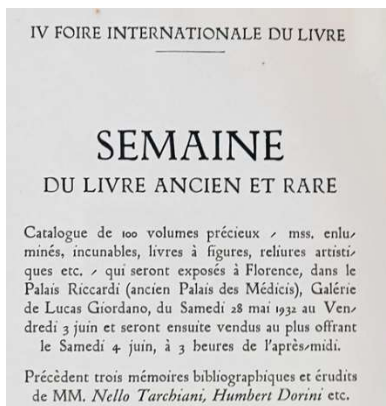 IV FOIRE INTERNATIONALE DU LIVRE
SEMAINE
DU LIVRE ANCIEN ET RARE
Catalogue de 100 volumes précieux - mss. enlu-
minés, incunables, livres à figures, reliures artisti-
ques etc. - qui seront exposés à Florence, dans le
Palais Riccardi (ancien Palais des Médicis), Galérie
de Lucas Giordano, du Samedi 28 mai 1932 au Ven-
dredi 3 juin et seront ensuite vendus au plus offrant
le Samedi 4 juin, à 3 heures de l'après-midi.
Précèdent trois mémoires bibliographiques et érudits
de MM. Nello Tarchiani, Humbert Dorini etc.